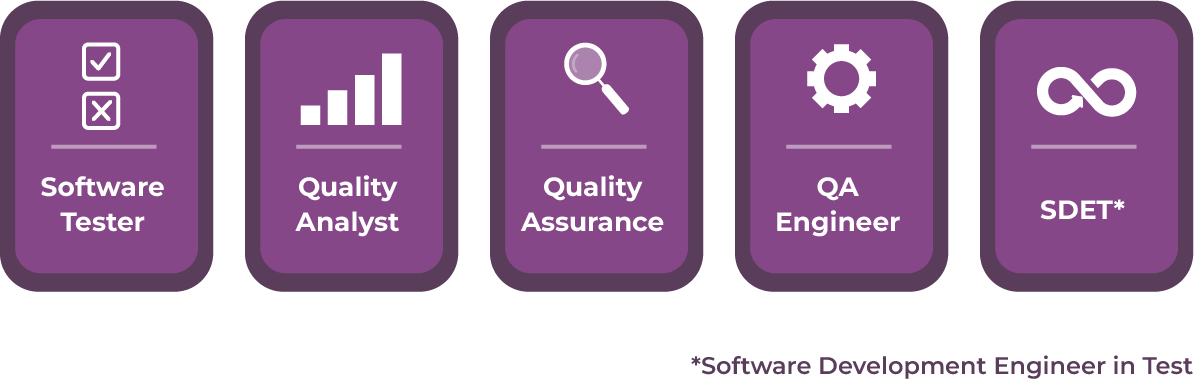 Software
Tester
Quality
Analyst
Quality
Assurance
QA
Engineer
SDET*
*Software Development Engineer in Test